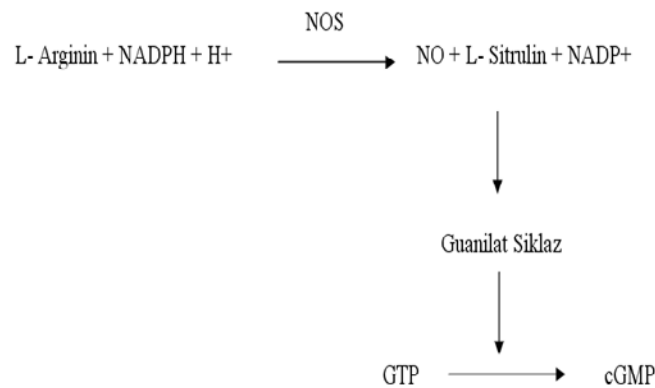 NOS
L- Arginin + NADPH + H+ NO + L- Sitrulin + NADP+
Guanilat Siklaz
GTP cGMP